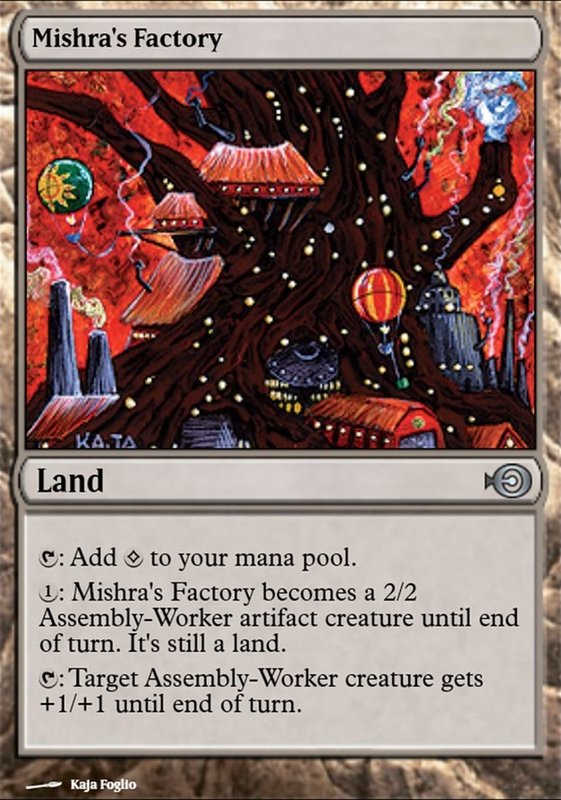 Mishra's Factory
KAJA
Land
: Add to your mana pool.
1: Mishra's Factory becomes a 2/2
Assembly-Worker artifact creature until end
of turn. It's still a land.
: Target Assembly-Worker creature gets
+1/+1 until end of turn.
Kaja Foglio